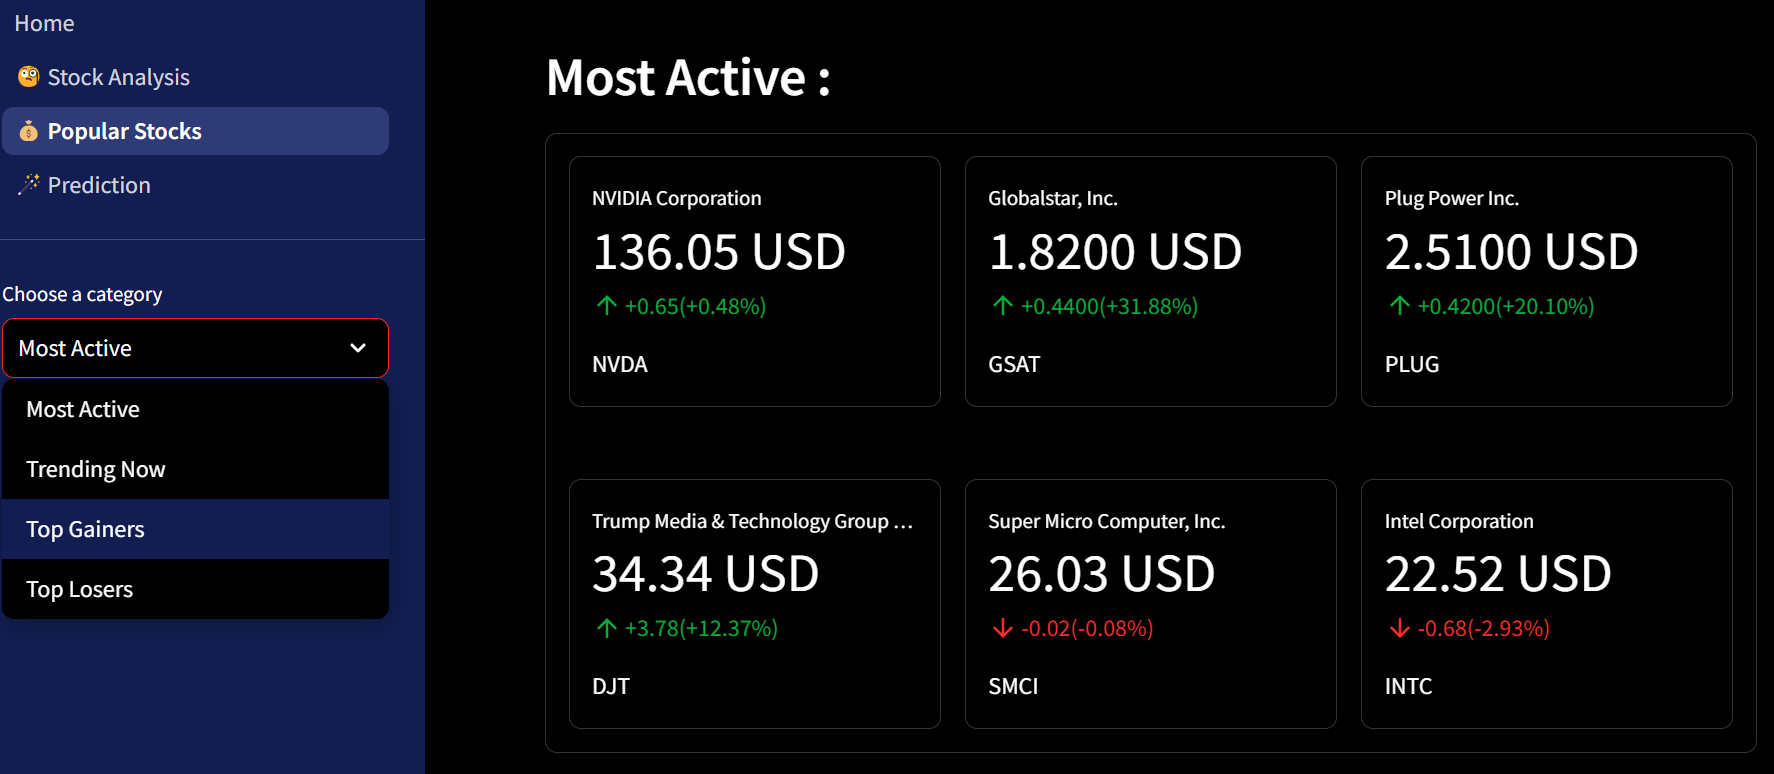 Home
Stock Analysis
Popular Stocks
Prediction
Choose a category
Most Active
Most Active
Trending Now
Top Gainers
Top Losers
Most Active :
NVIDIA Corporation
136.05 USD
+0.65(+0.48%)
NVDA
Globalstar, Inc.
1.8200 USD
+0.4400(+31.88%)
GSAT
Plug Power Inc.
2.5100 USD
+0.4200(+20.10%)
PLUG
Trump Media & Technology Group ...
34.34 USD
+3.78(+12.37%)
DJT
Super Micro Computer, Inc.
26.03 USD
-0.02(-0.08%)
SMCI
Intel Corporation
22.52 USD
-0.68(-2.93%)
INTC